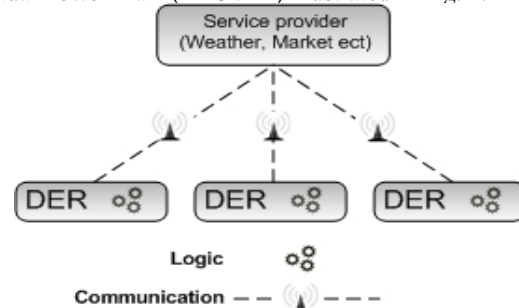 Service provider
(Weather, Market ect)
DER
DER
DER
Logic
Communication